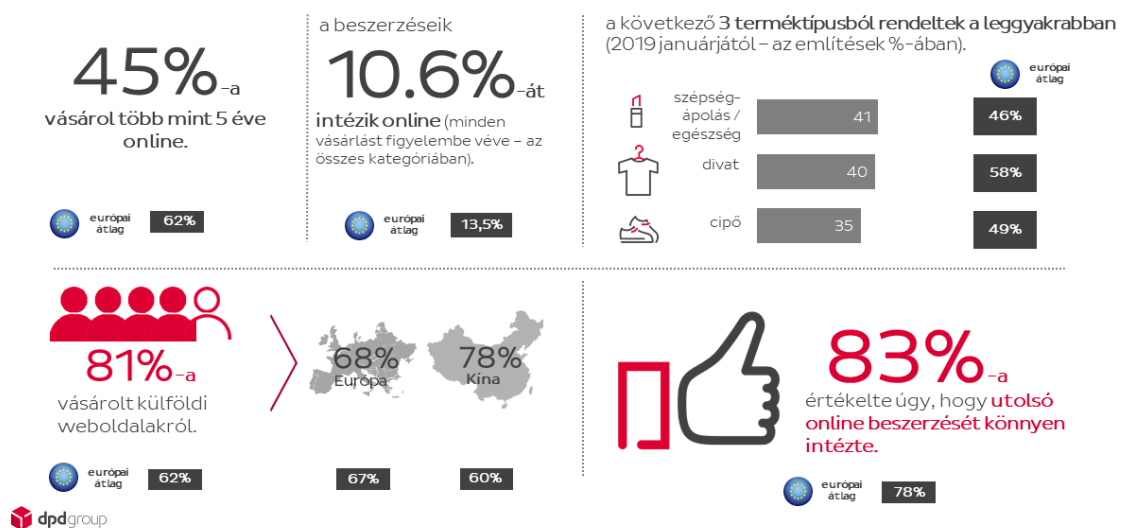 45%-a
vásárol több mint 5 éve
online.
európai
átlag
62%
a beszerzéseik
10.6%-át
intézik online (minden
vásárlást figyelembe véve – az
összes kategóriában).
európai
átlag
13,5%
a következő 3 terméktípusból rendeltek a leggyakrabban
(2019 januárjától – az említések %-ában).
európai
átlag
szépség-
ápolás /
egészség
41
46%
divat
40
58%
cipő
35
49%
81%-a
vásárolt külföldi
weboldalakról.
európai
átlag
62%
68%
Európa
67%
78%
Kína
60%
83%-a
értékelte úgy, hogy utolsó
online beszerzését könnyen
intézte.
európai
átlag
78%
dpdgroup